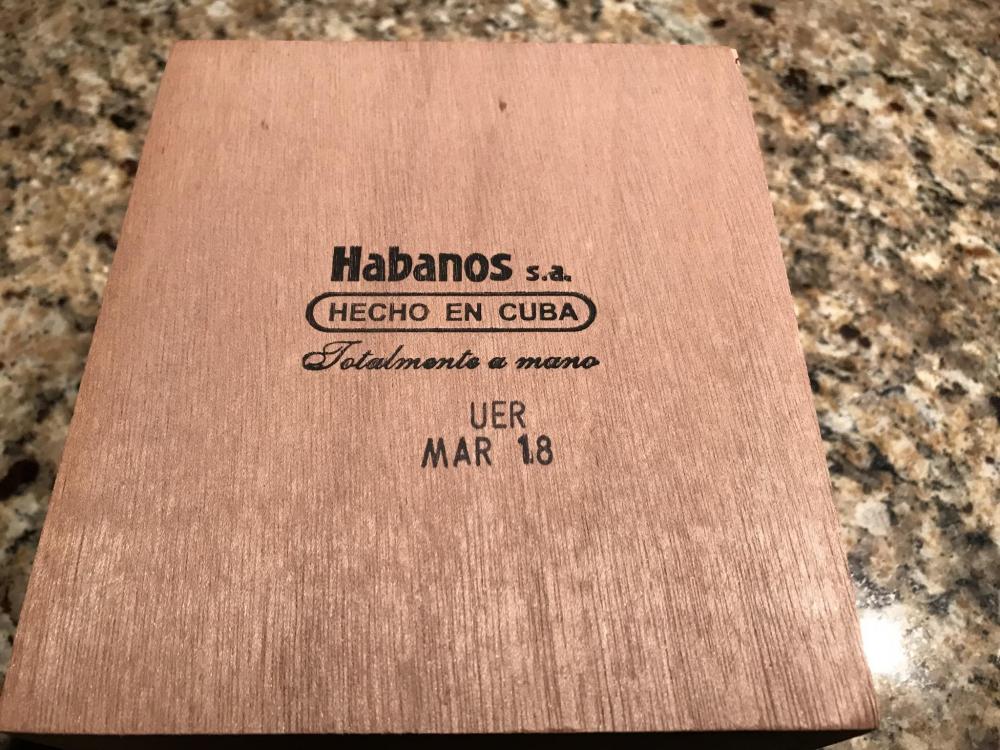 Habanos s.a.
HECHO EN CUBA
Totalmente a mano
UER
MAR 18